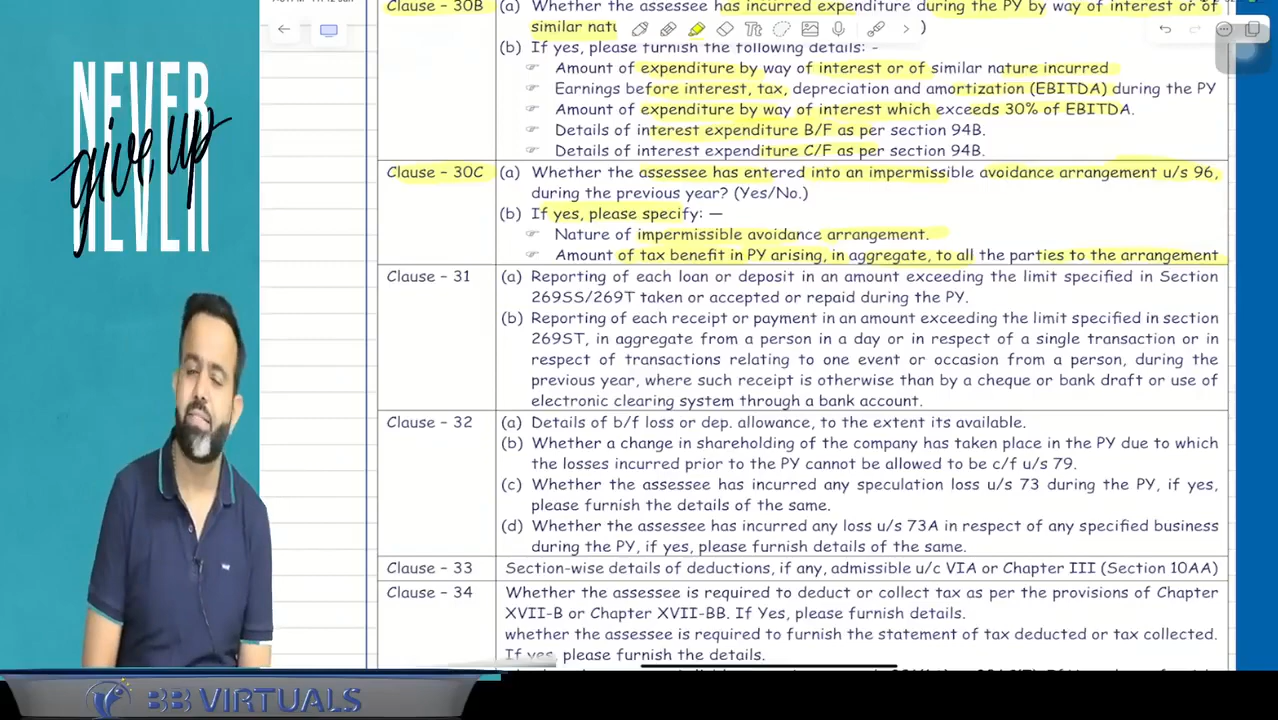 Clause – 30B
(a) Whether the assessee has incurred expenditure during the PY by way of interest or of
similar natu )
(b) If yes, please furnish the following details: -
☞ Amount of expenditure by way of interest or of similar nature incurred
☞ Earnings before interest, tax, depreciation and amortization (EBITDA) during the PY
☞ Amount of expenditure by way of interest which exceeds 30% of EBITDA.
☞ Details of interest expenditure B/F as per section 94B.
☞ Details of interest expenditure C/F as per section 94B.
Clause – 30C
(a) Whether the assessee has entered into an impermissible avoidance arrangement u/s 96,
during the previous year? (Yes/No.)
(b) If yes, please specify: —
☞ Nature of impermissible avoidance arrangement.
☞ Amount of tax benefit in PY arising, in aggregate, to all the parties to the arrangement
Clause – 31
(a) Reporting of each loan or deposit in an amount exceeding the limit specified in Section
269SS/269T taken or accepted or repaid during the PY.
(b) Reporting of each receipt or payment in an amount exceeding the limit specified in section
269ST, in aggregate from a person in a day or in respect of a single transaction or in
respect of transactions relating to one event or occasion from a person, during the
previous year, where such receipt is otherwise than by a cheque or bank draft or use of
electronic clearing system through a bank account.
Clause – 32
(a) Details of b/f loss or dep. allowance, to the extent its available.
(b) Whether a change in shareholding of the company has taken place in the PY due to which
the losses incurred prior to the PY cannot be allowed to be c/f u/s 79.
(c) Whether the assessee has incurred any speculation loss u/s 73 during the PY, if yes,
please furnish the details of the same.
(d) Whether the assessee has incurred any loss u/s 73A in respect of any specified business
during the PY, if yes, please furnish details of the same.
Clause – 33
Section-wise details of deductions, if any, admissible u/c VIA or Chapter III (Section 10AA)
Clause – 34
Whether the assessee is required to deduct or collect tax as per the provisions of Chapter
XVII-B or Chapter XVII-BB. If Yes, please furnish details.
whether the assessee is required to furnish the statement of tax deducted or tax collected.
If yes, please furnish the details.
NEVER
give up
NEVER
BB VIRTUALS